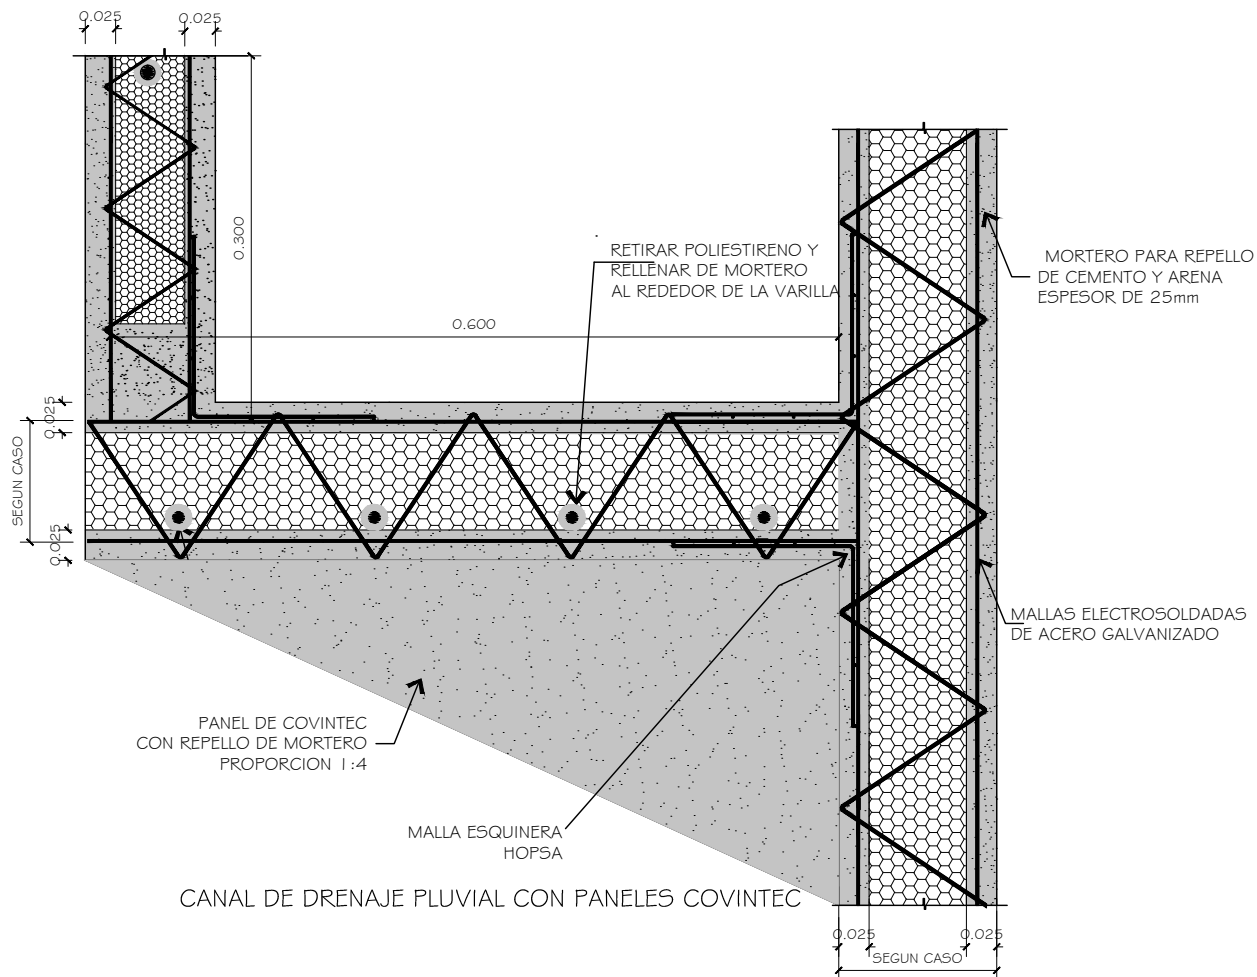 0.025
0.025
0.300
RETIRAR POLIESTIRENO Y
RELLENAR DE MORTERO
AL REDEDOR DE LA VARILLA
MORTERO PARA REPELLO
DE CEMENTO Y ARENA
ESPESOR DE 25mm
0.600
0.025
SEGUN CASO
0.025
MALLAS ELECTROSOLDADAS
DE ACERO GALVANIZADO
PANEL DE COVINTEC
CON REPELLO DE MORTERO
PROPORCION 1:4
MALLA ESQUINERA
HOPSA
CANAL DE DRENAJE PLUVIAL CON PANELES COVINTEC
0.025
0.025
SEGUN CASO